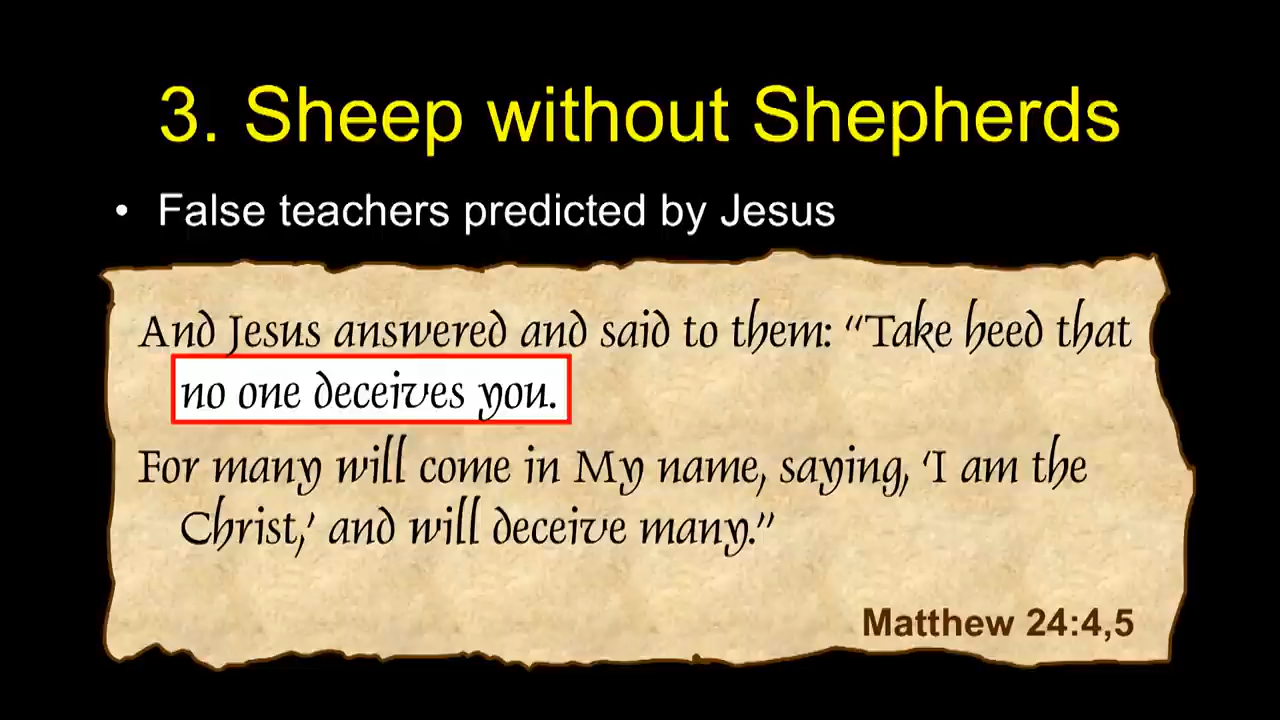 3. Sheep without Shepherds
• False teachers predicted by Jesus
And Jesus answered and said to them: “Take heed that
no one deceives you.
For many will come in My name, saying, ‘I am the
Christ,’ and will deceive many.”
Matthew 24:4,5